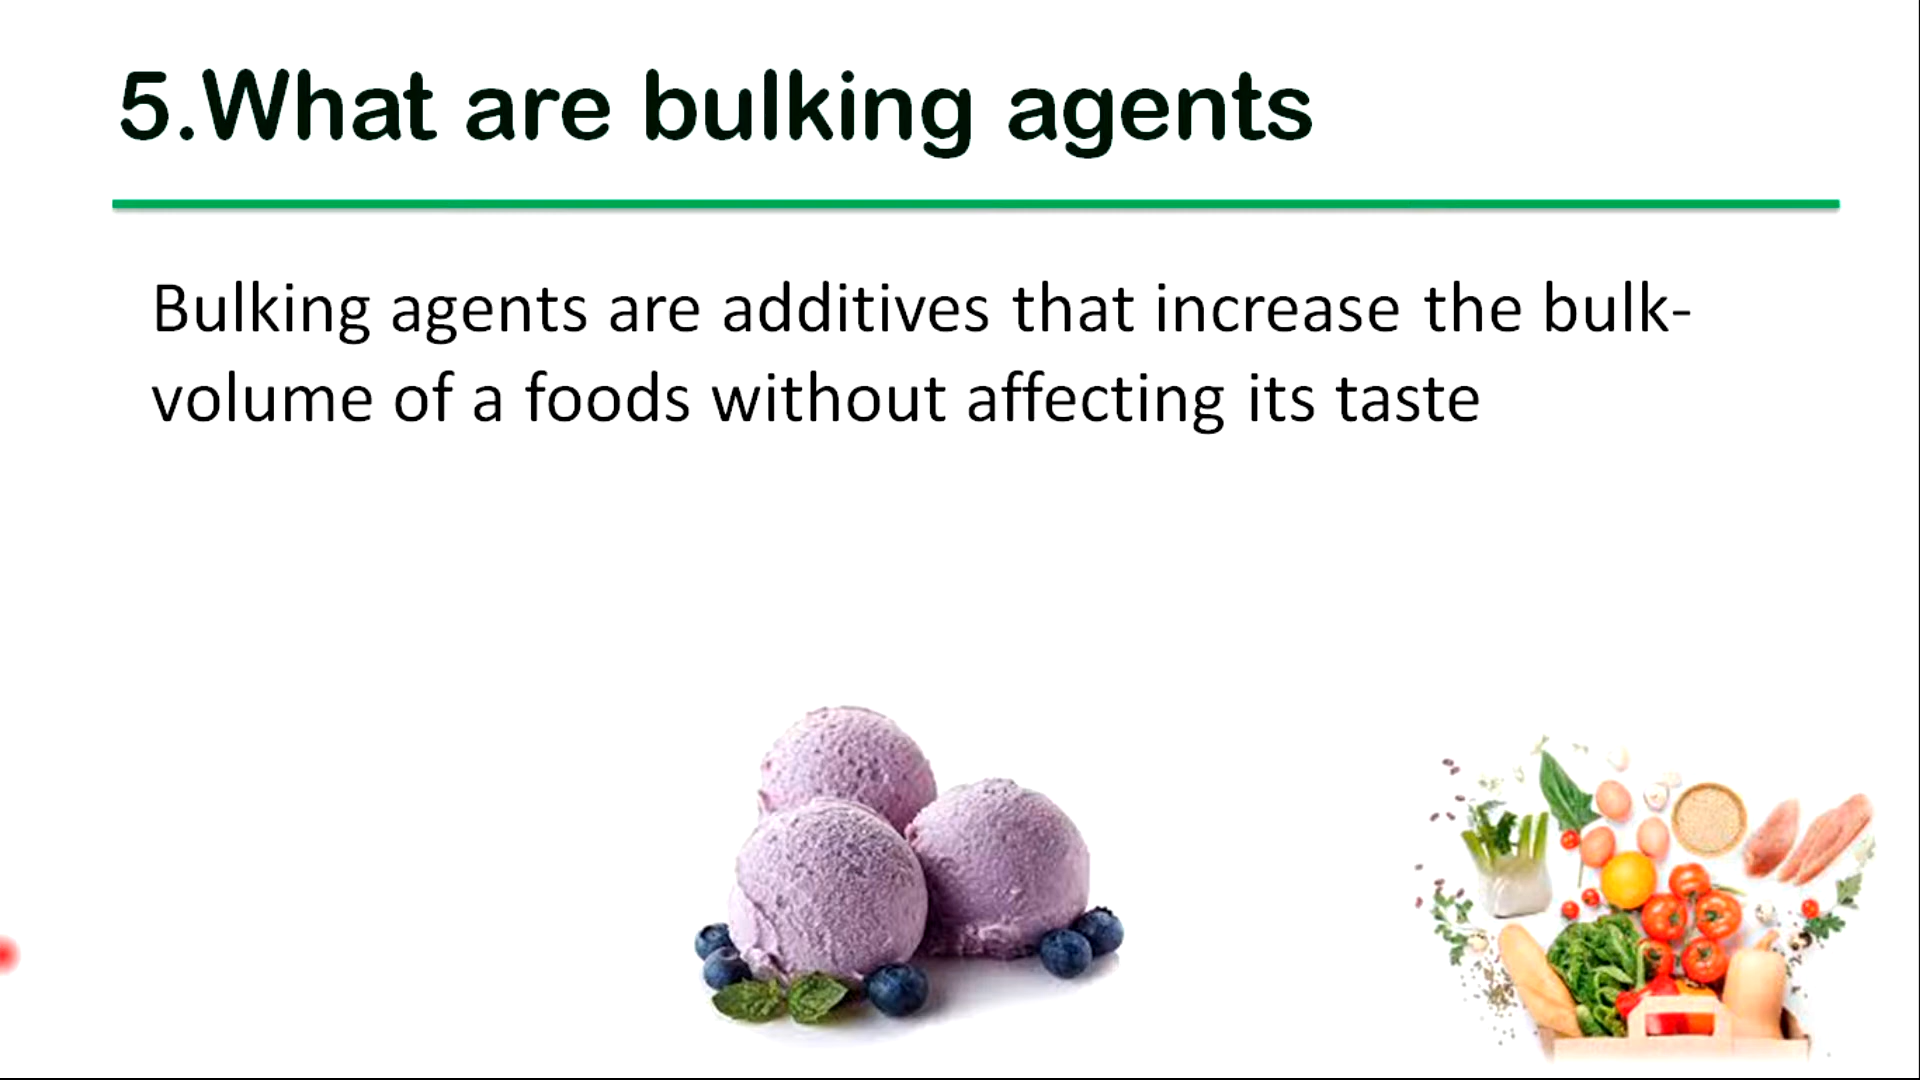 5.What are bulking agents
Bulking agents are additives that increase the bulk-
volume of a foods without affecting its taste